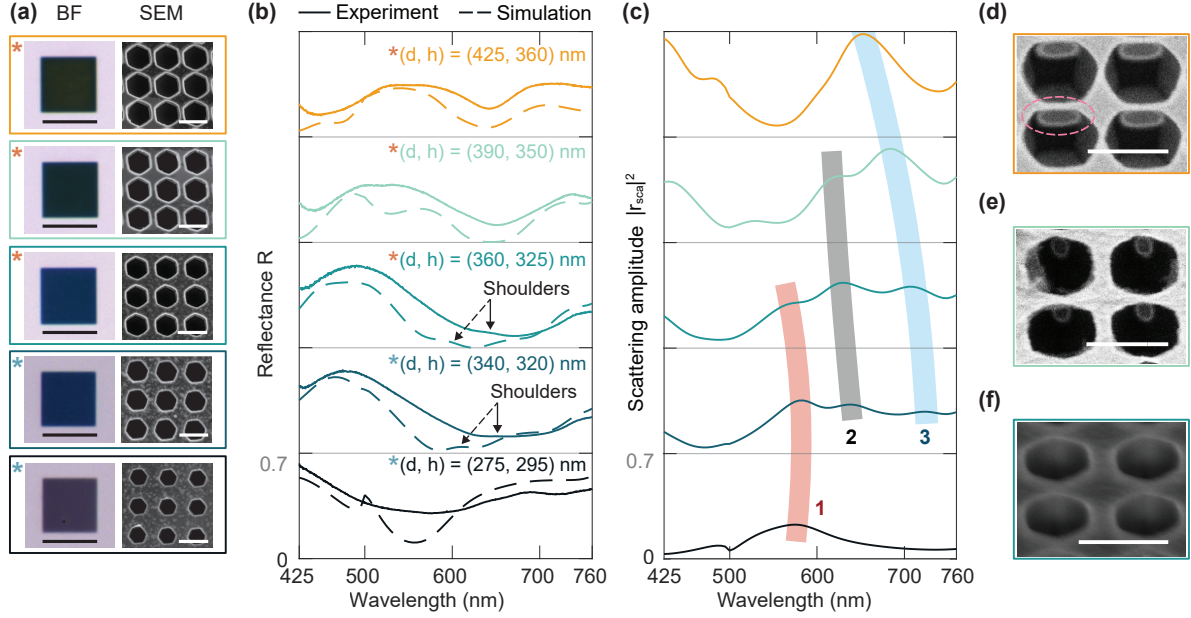 (a)
BF
SEM
*
*
*
*
*
(b)
Experiment
Simulation
*(d, h) = (425, 360) nm
*(d, h) = (390, 350) nm
*(d, h) = (360, 325) nm
Shoulders
*(d, h) = (340, 320) nm
Shoulders
*(d, h) = (275, 295) nm
0.7
0
425
500
600
700
760
Reflectance R
Wavelength (nm)
(c)
1
2
3
0.7
0
425
500
600
700
760
Scattering amplitude |r_sca|²
Wavelength (nm)
(d)
(e)
(f)